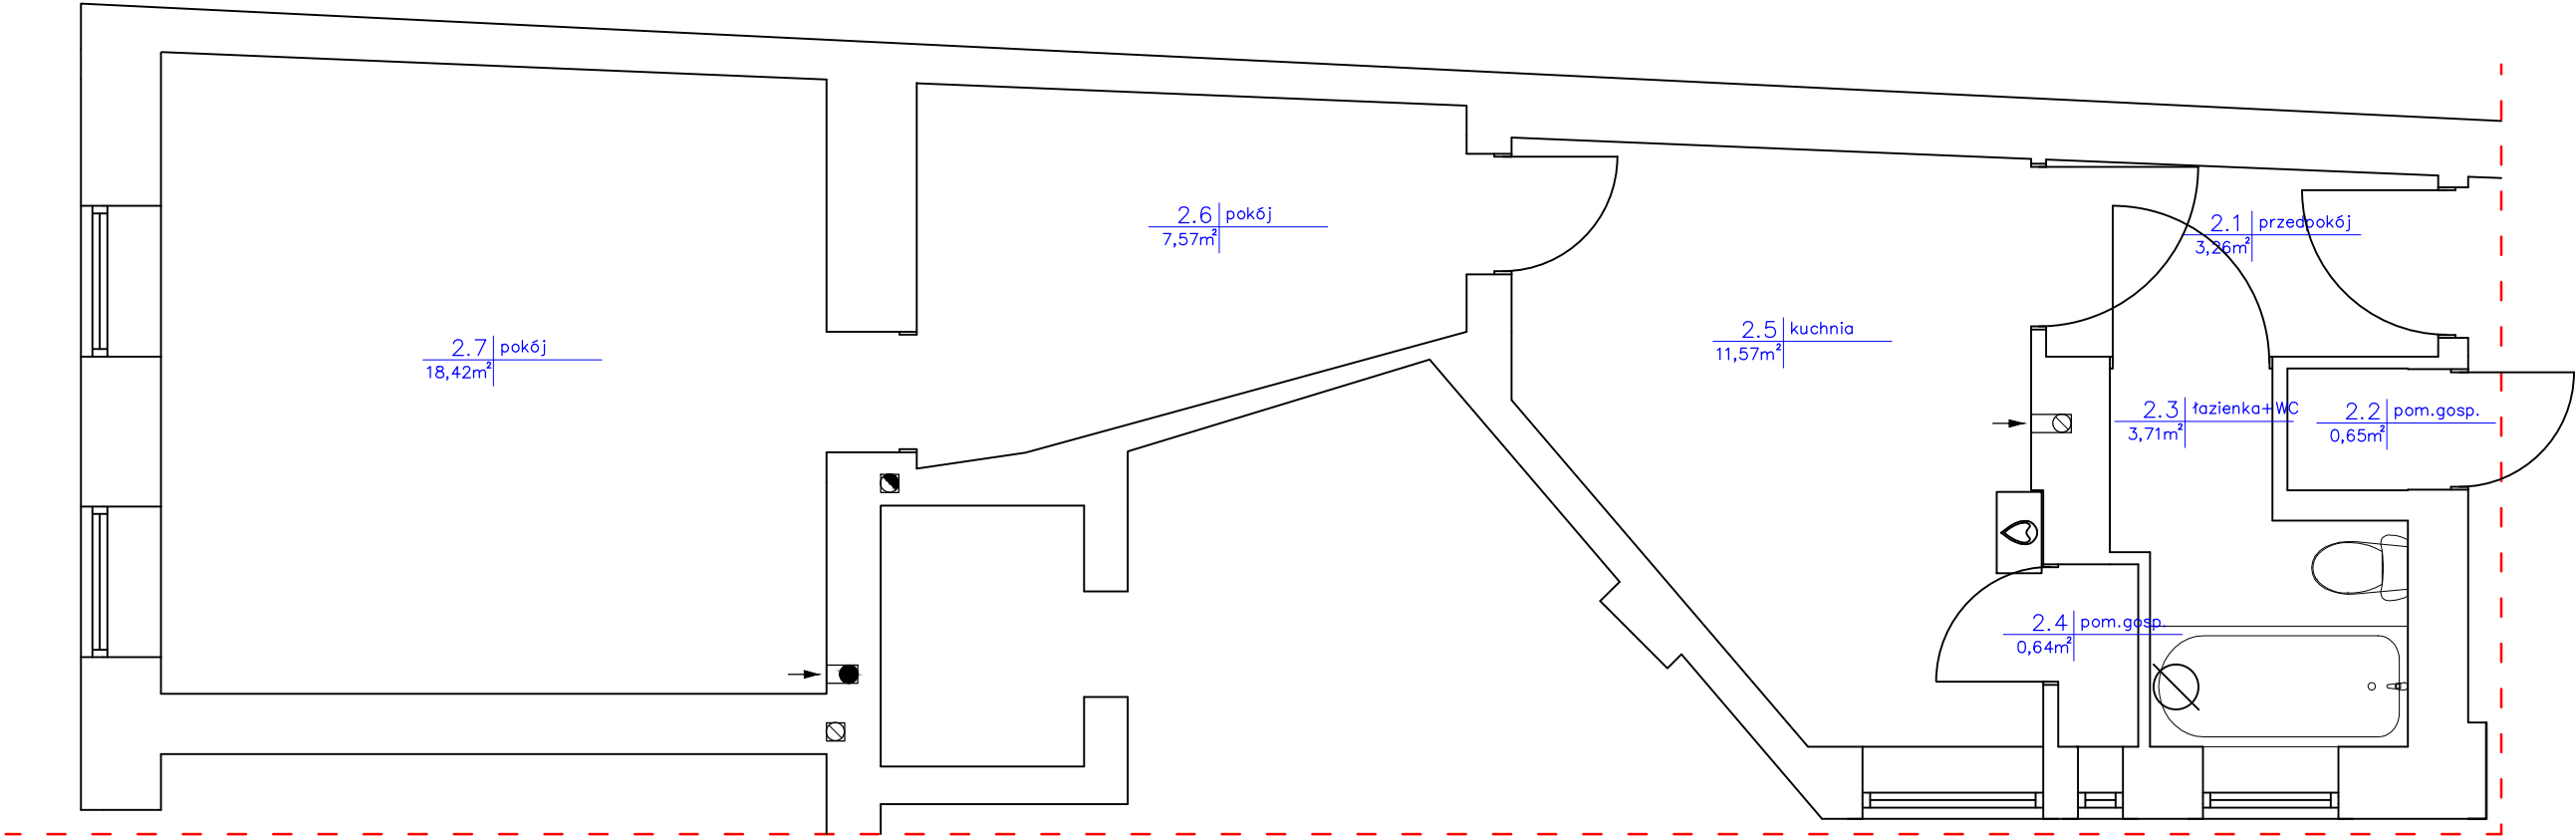 2.7 pokój
18,42m²
2.6 pokój
7,57m²
2.5 kuchnia
11,57m²
2.1 przedpokój
3,26m²
2.3 łazienka+WC
3,71m²
2.2 pom.gosp.
0,65m²
2.4 pom.gosp.
0,64m²